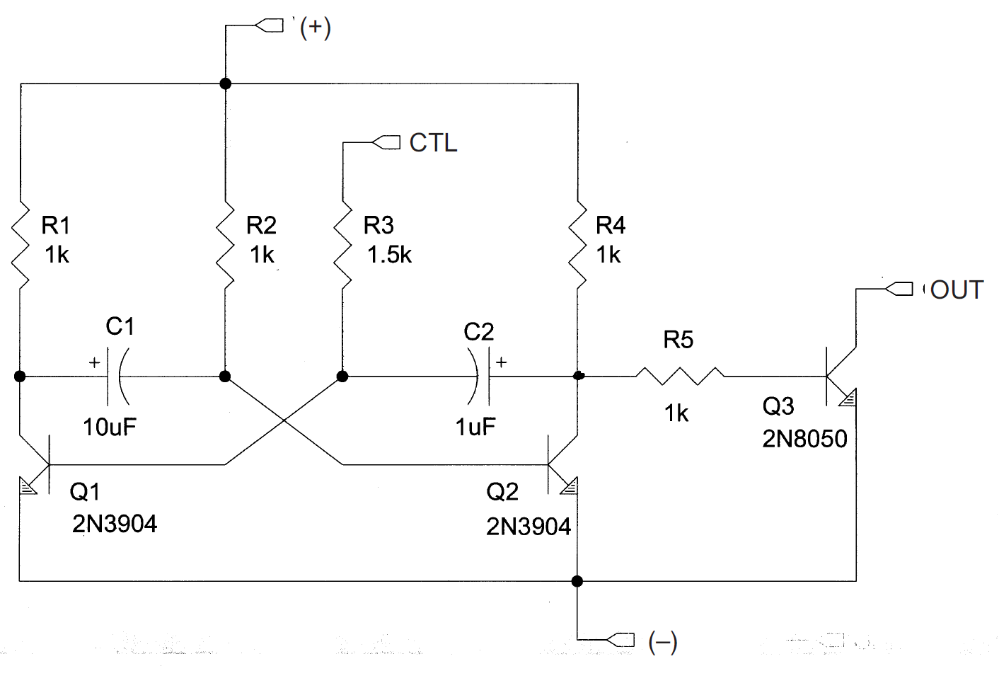 (+)
CTL
R1
1k
R2
1k
R3
1.5k
R4
1k
OUT
C1
+
10uF
C2
+
1uF
R5
1k
Q3
2N8050
Q1
2N3904
Q2
2N3904
(–)